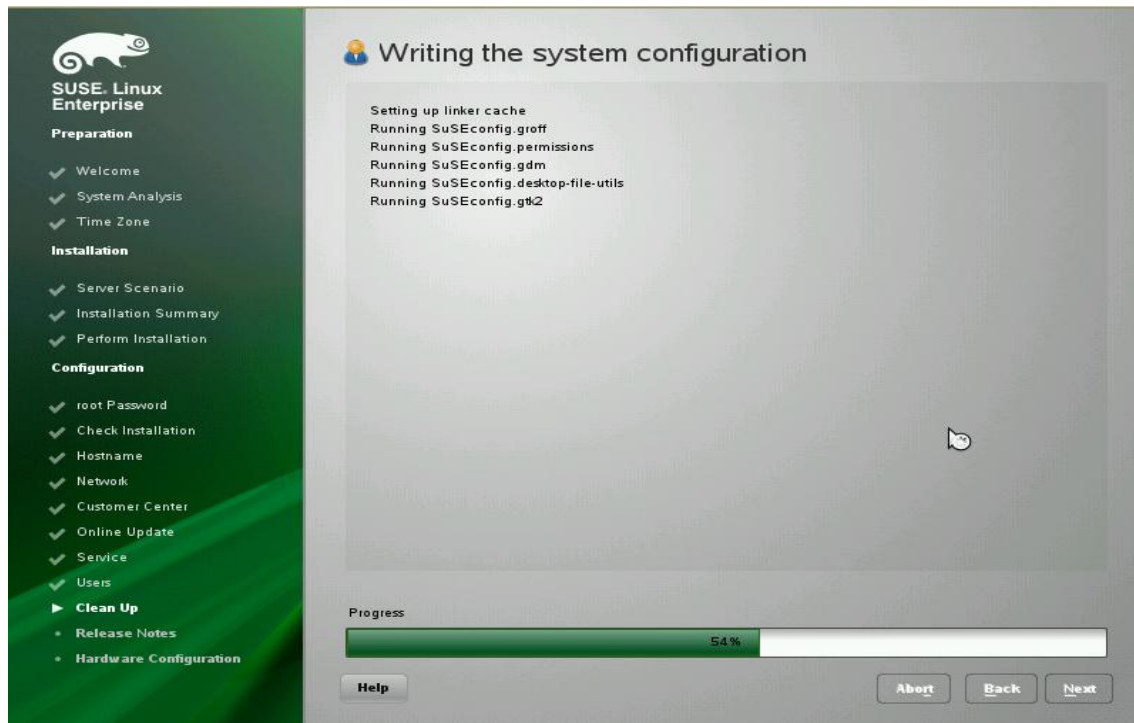 SUSE. Linux
Enterprise
Preparation
Welcome
System Analysis
Time Zone
Installation
Server Scenario
Installation Summary
Perform Installation
Configuration
root Password
Check Installation
Hostname
Network
Customer Center
Online Update
Service
Users
Clean Up
Release Notes
Hardware Configuration
Writing the system configuration
Setting up linker cache
Running SuSEconfig.groff
Running SuSEconfig.permissions
Running SuSEconfig.gdm
Running SuSEconfig.desktop-file-utils
Running SuSEconfig.gtk2
Progress
54%
Help
Abort
Back
Next